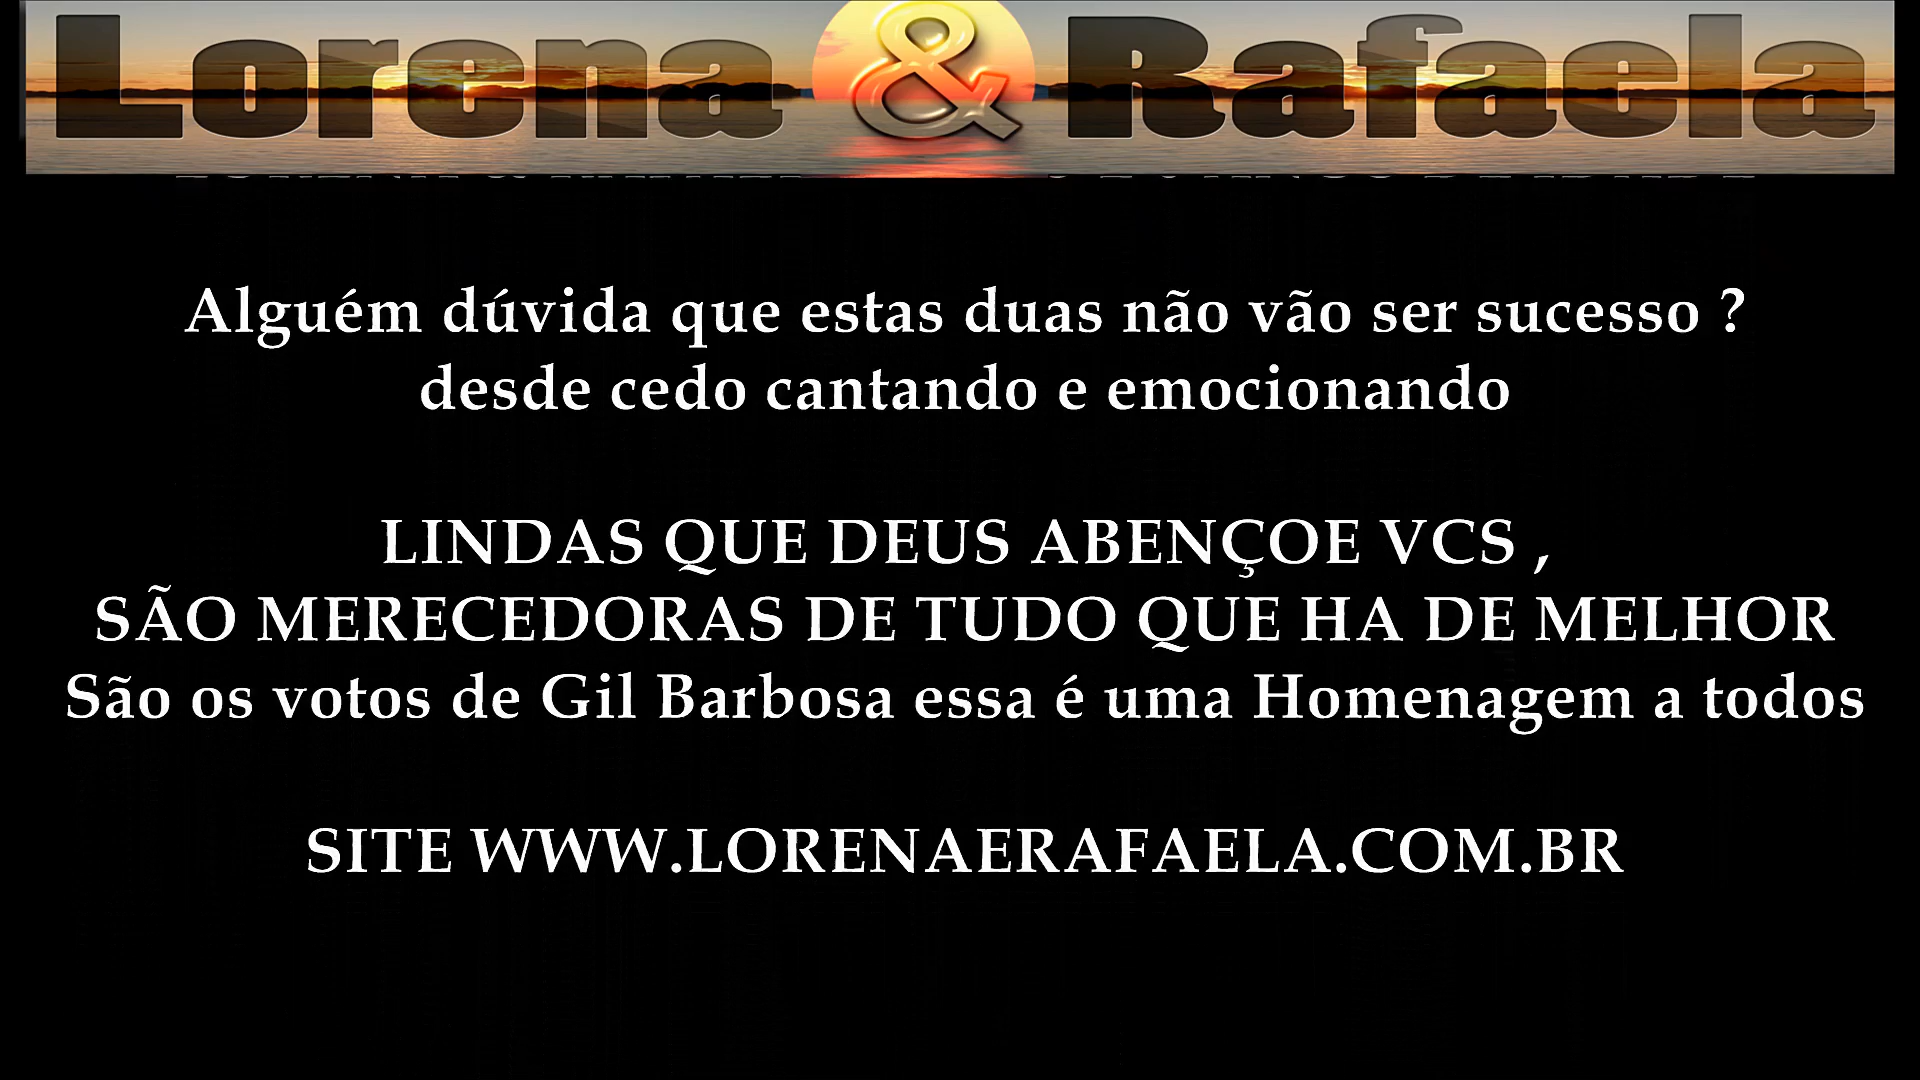 Lorena & Rafaela
Alguém dúvida que estas duas não vão ser sucesso ?
desde cedo cantando e emocionando
LINDAS QUE DEUS ABENÇOE VCS ,
SÃO MERECEDORAS DE TUDO QUE HA DE MELHOR
São os votos de Gil Barbosa essa é uma Homenagem a todos
SITE WWW.LORENAERAFAELA.COM.BR